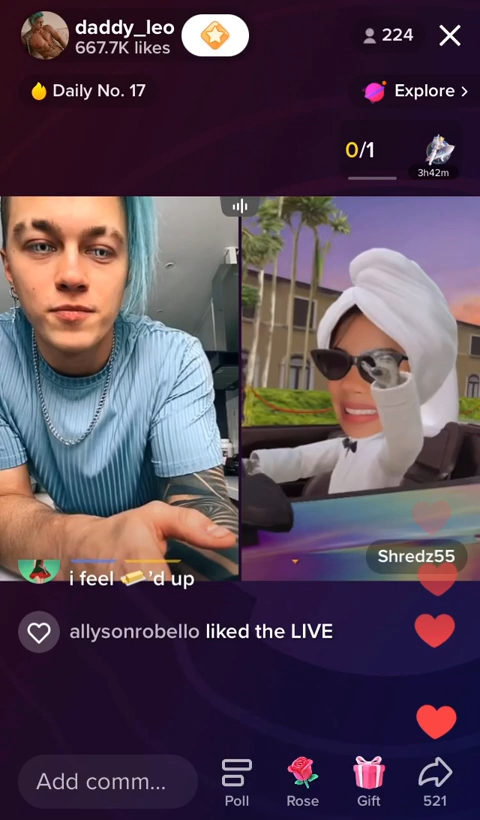 daddy_leo
667.7K likes
224
Daily No. 17
Explore >
0/1
3h42m
Shredz55
i feel 'd up
allysonrobello liked the LIVE
Add comm...
Poll
Rose
Gift
521